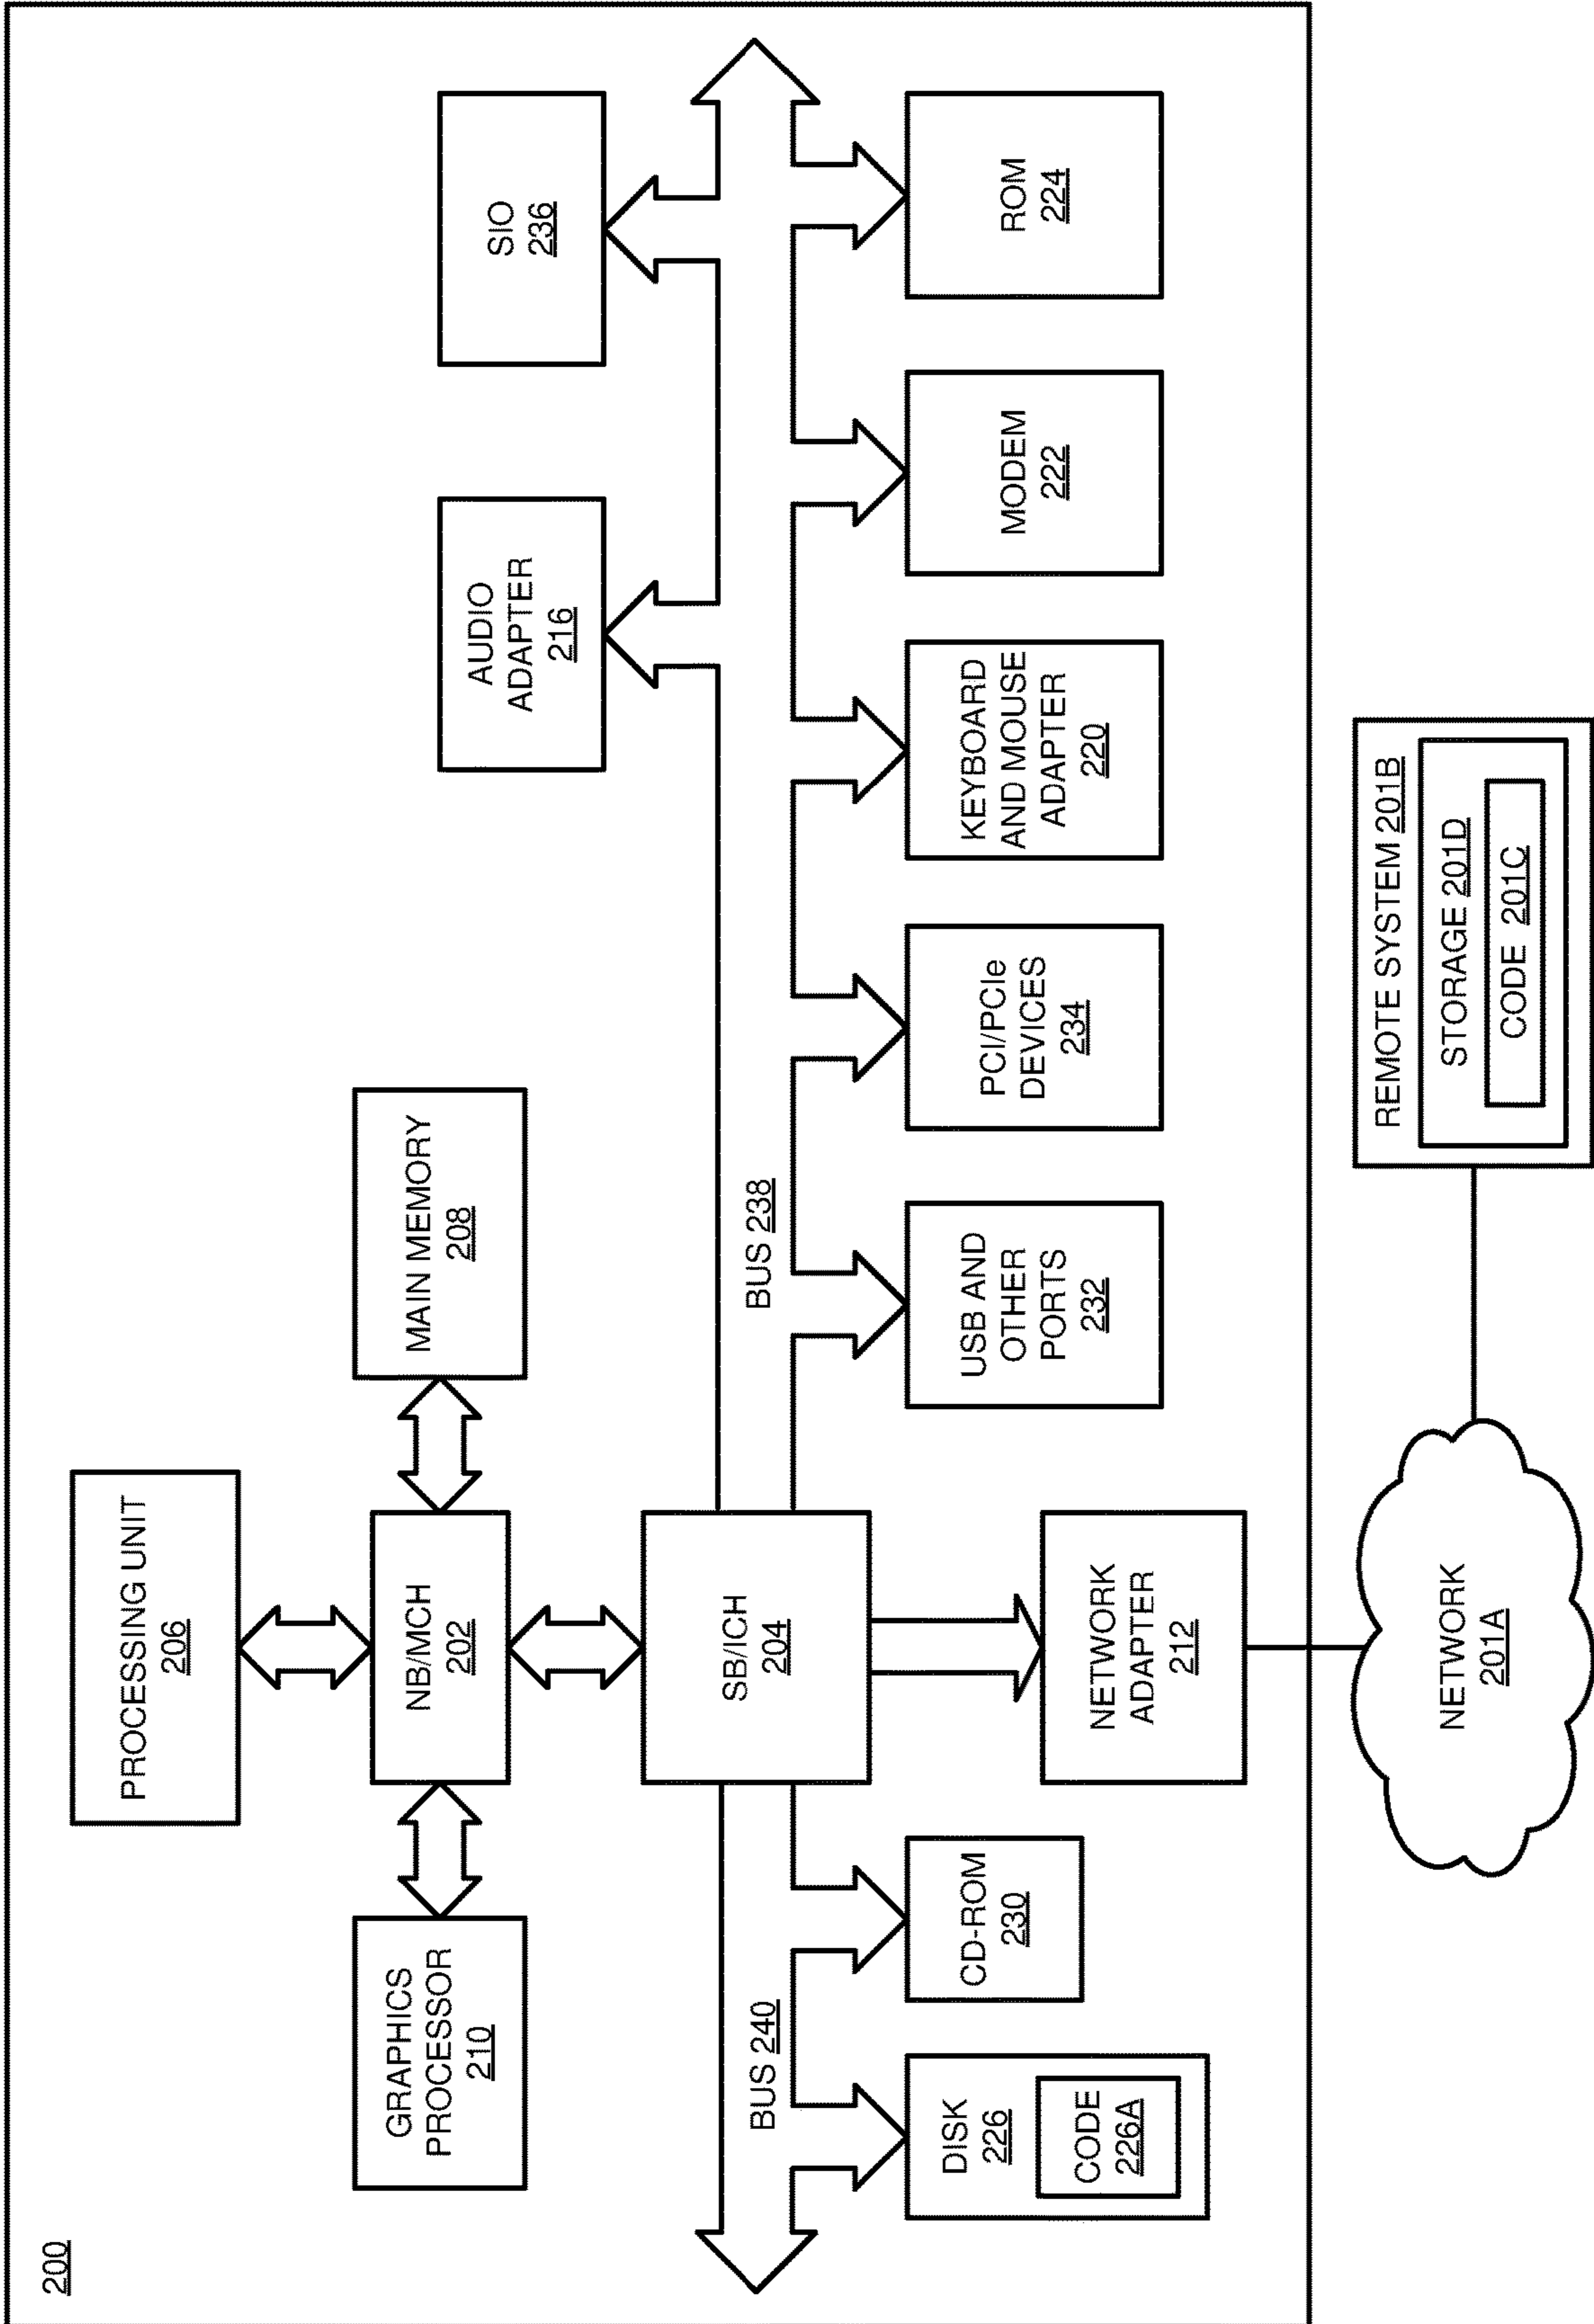 200
PROCESSING UNIT
206
GRAPHICS
PROCESSOR
210
NB/MCH
202
MAIN MEMORY
208
AUDIO
ADAPTER
216
SIO
236
SB/ICH
204
BUS 240
BUS 238
DISK
226
CODE
226A
CD-ROM
230
USB AND
OTHER
PORTS
232
PCI/PCIe
DEVICES
234
KEYBOARD
AND MOUSE
ADAPTER
220
MODEM
222
ROM
224
NETWORK
ADAPTER
212
NETWORK
201A
REMOTE SYSTEM 201B
STORAGE 201D
CODE 201C